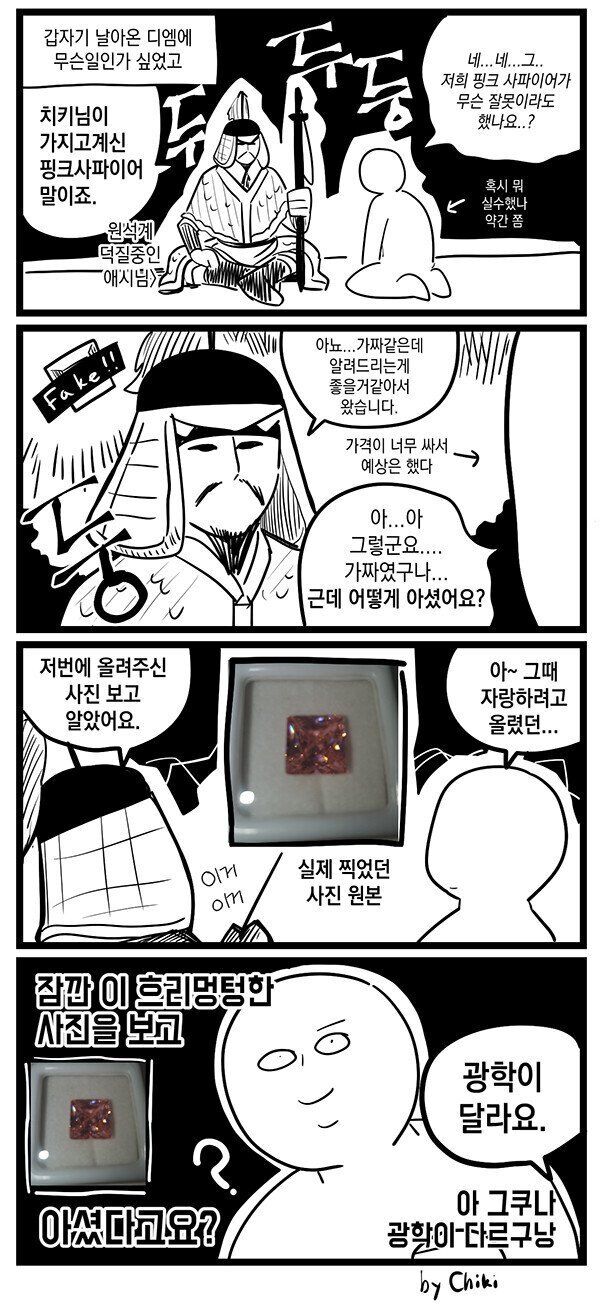 갑자기 날아온 디엠에
무슨일인가 싶었고
치키님이
가지고계신
핑크사파이어
말이죠.
두
두
둥
네...네...그..
저희 핑크 사파이어가
무슨 잘못이라도
했나요..?
혹시 뭐
실수했나
약간 쫌
원석계
덕질중인
애시님>
Fake!!
아뇨...가짜같은데
알려드리는게
좋을거같아서
왔습니다.
가격이 너무 싸서
예상은 했다
아...아
그렇군요....
가짜였구나...
근데 어떻게 아셨어요?
저번에 올려주신
사진 보고
알았어요.
아~ 그때
자랑하려고
올렸던...
이거
이거
실제 찍었던
사진 원본
잠깐 이 흐리멍텅한
사진을 보고
?
아셨다고요?
광학이
달라요.
아 그쿠나
광학이 다르구낭
by Chiki